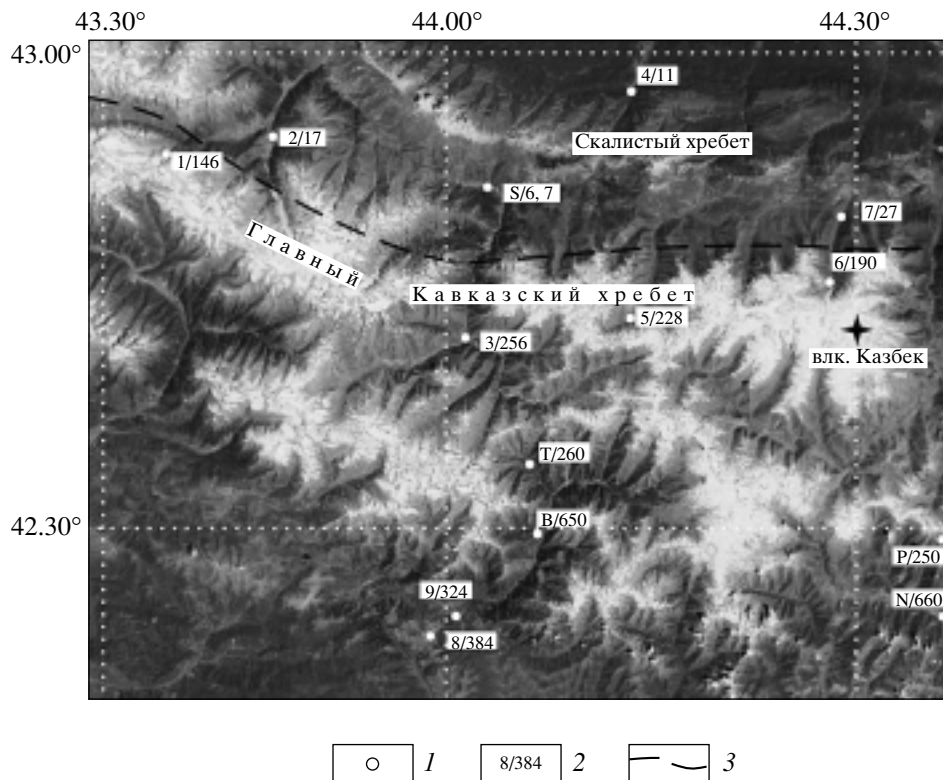 43.30° 44.00° 44.30°
43.00°
4/11
2/17
Скалистый хребет
1/146
S/6, 7
7/27
Главный
6/190
Кавказский хребет
5/228
3/256
влк. Казбек
T/260
42.30°
B/650
P/250
9/324
N/660
8/384
1 8/384 2 3